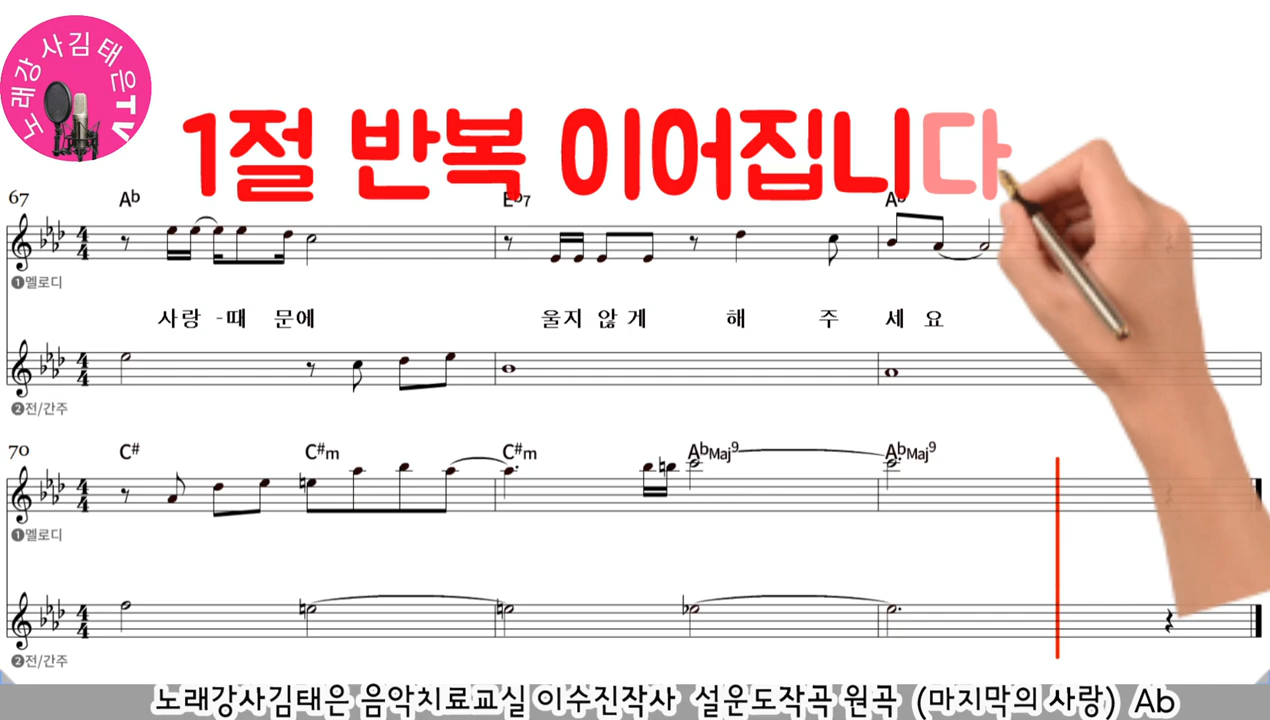 노래강사김태은TV
1절 반복 이어집니다
67 Ab Eb7 Ab
❶멜로디
사랑 -때 문에 울지 않 게 해 주 세 요
❷전/간주
70 C# C#m C#m AbMaj9 AbMaj9
❶멜로디
❷전/간주
노래강사김태은 음악치료교실 이수진작사 설운도작곡 원곡 (마지막의 사랑) Ab